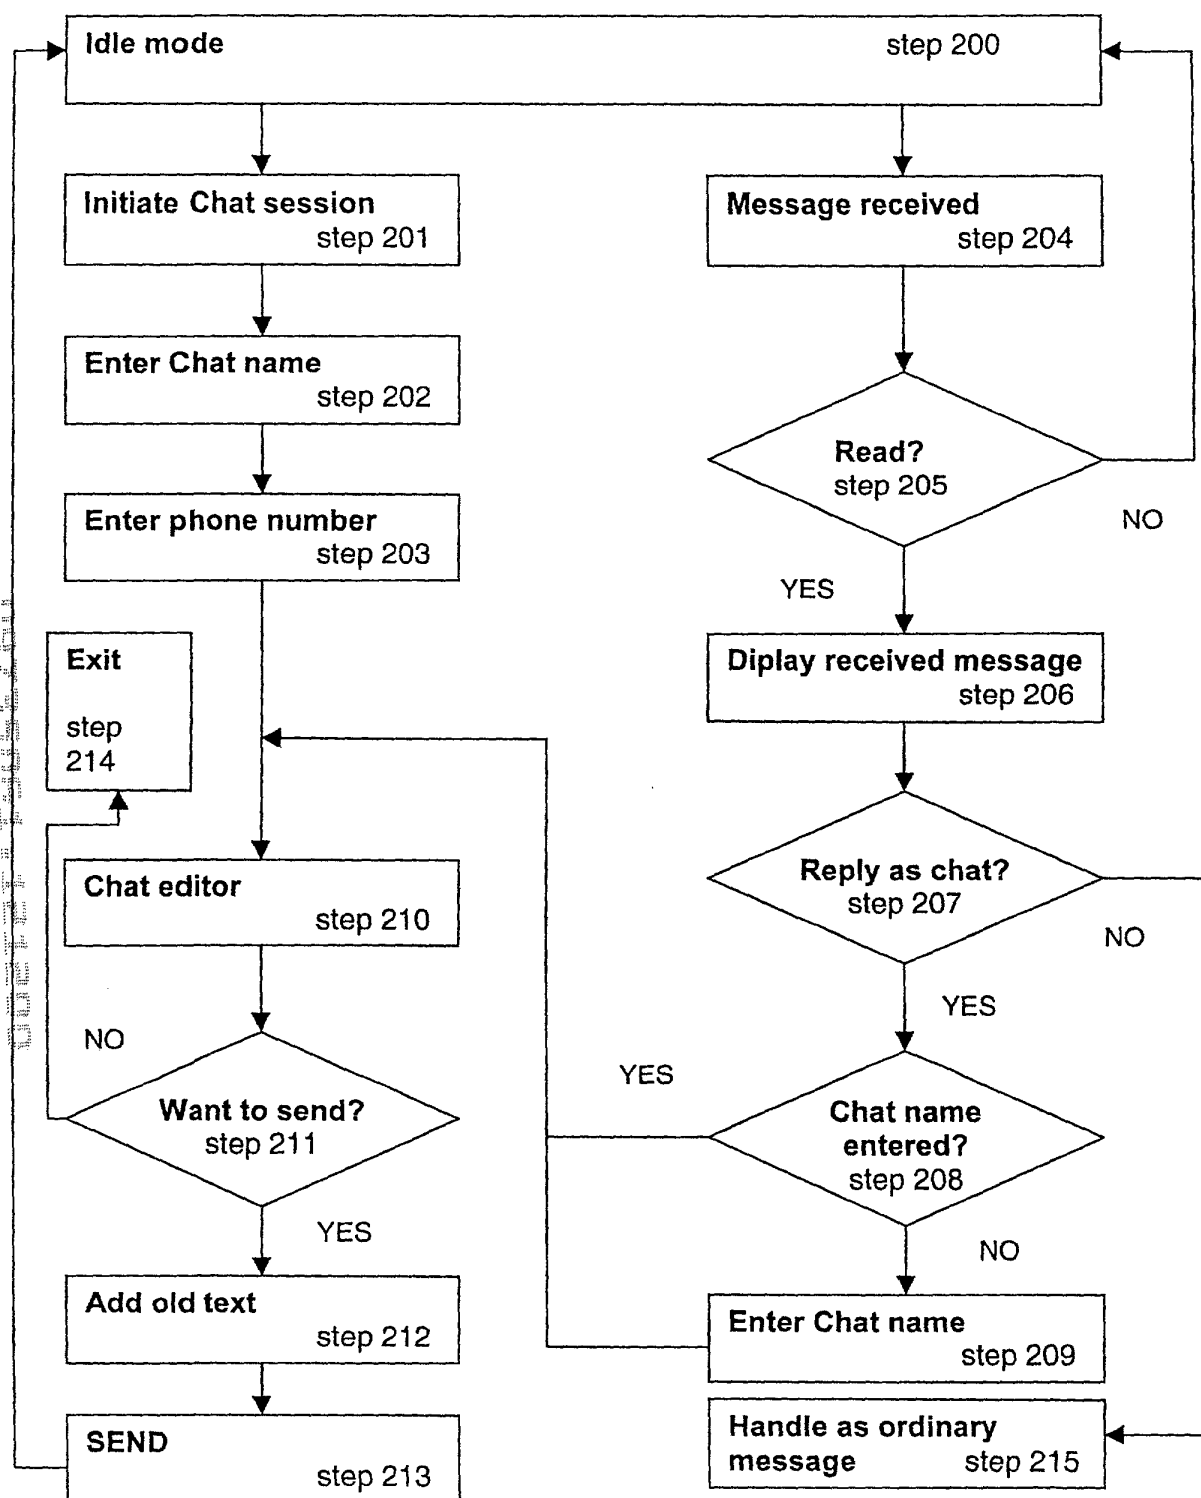 Idle mode step 200
Initiate Chat session
step 201
Enter Chat name
step 202
Enter phone number
step 203
Exit
step
214
Chat editor
step 210
NO
Want to send?
step 211
YES
Add old text
step 212
SEND
step 213
Message received
step 204
Read?
step 205
NO
YES
Diplay received message
step 206
Reply as chat?
step 207
NO
YES
YES
Chat name
entered?
step 208
NO
Enter Chat name
step 209
Handle as ordinary
message step 215